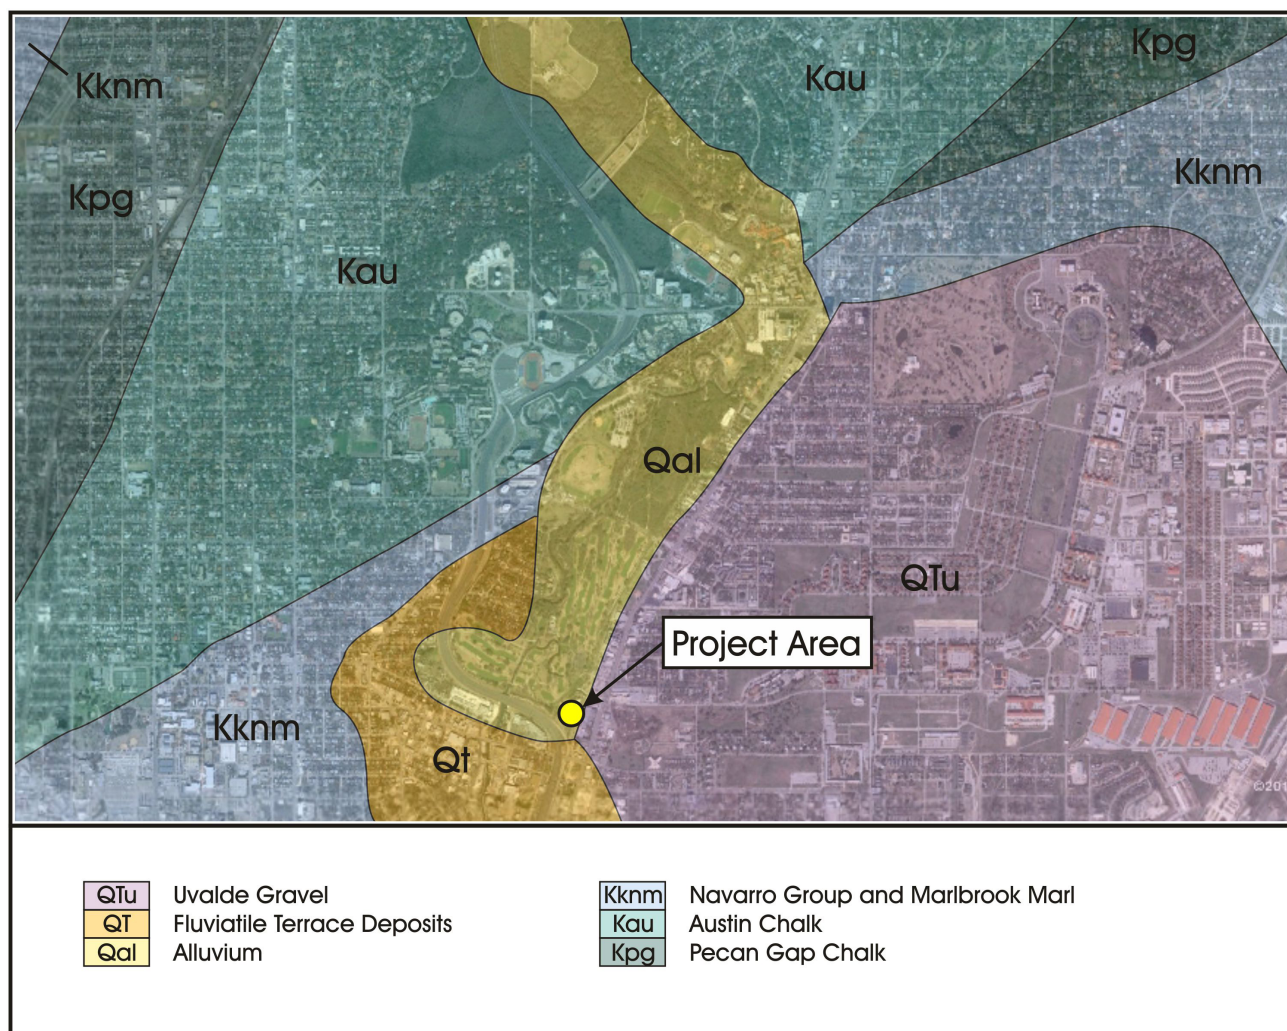 Kpg
Kau
Kknm
Kknm
Kpg
Kau
Qal
QTu
Project Area
Kknm
Qt
©201
QTu Uvalde Gravel
QT Fluviatile Terrace Deposits
Qal Alluvium
Kknm Navarro Group and Marlbrook Marl
Kau Austin Chalk
Kpg Pecan Gap Chalk